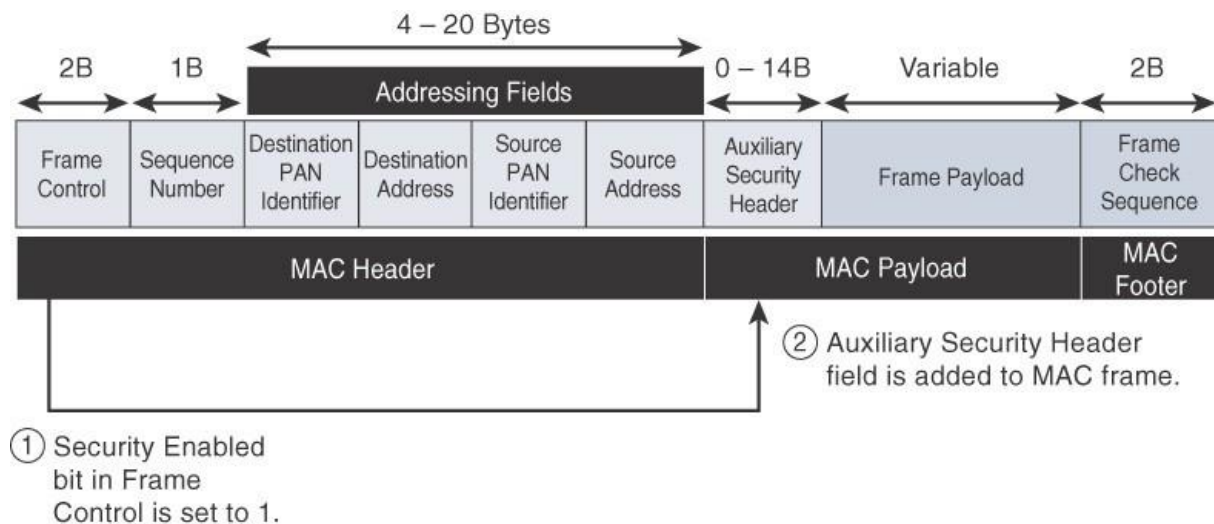 4 – 20 Bytes
2B
1B
Addressing Fields
0 – 14B
Variable
2B
Frame
Control
Sequence
Number
Destination
PAN
Identifier
Destination
Address
Source
PAN
Identifier
Source
Address
Auxiliary
Security
Header
Frame Payload
Frame
Check
Sequence
MAC Header
MAC Payload
MAC
Footer
② Auxiliary Security Header
field is added to MAC frame.
① Security Enabled
bit in Frame
Control is set to 1.